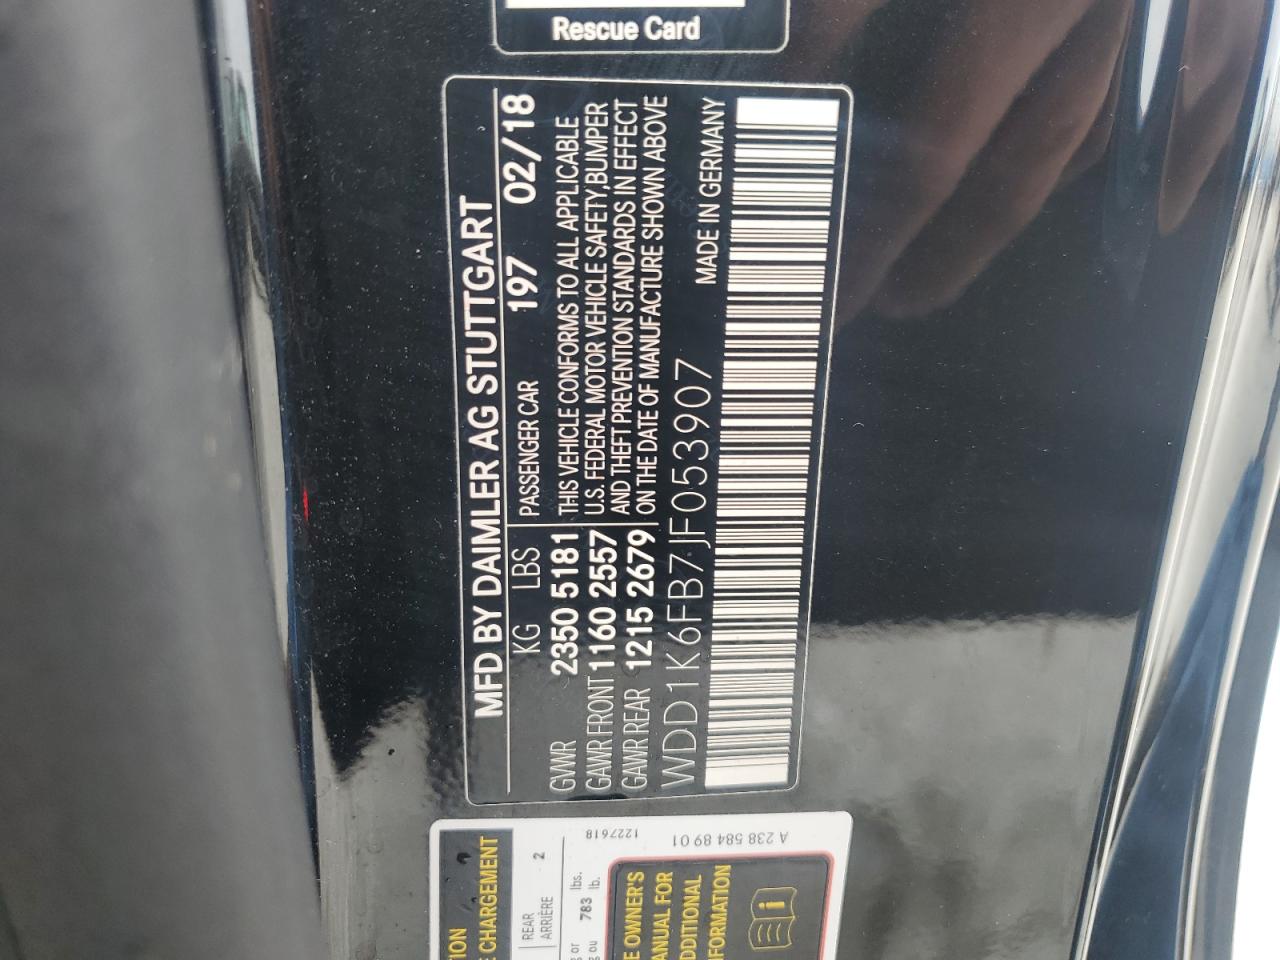 Rescue Card
MFD BY DAIMLER AG STUTTGART
KG LBS PASSENGER CAR 197 02/18
GVWR 2350 5181 THIS VEHICLE CONFORMS TO ALL APPLICABLE
GAWR FRONT 1160 2557 U.S. FEDERAL MOTOR VEHICLE SAFETY,BUMPER
GAWR REAR 1215 2679 AND THEFT PREVENTION STANDARDS IN EFFECT
ON THE DATE OF MANUFACTURE SHOWN ABOVE
WDD1K6FB7JF053907
MADE IN GERMANY
CHARGEMENT
REAR 2
ARRIÈRE
or 783 lbs.
ou lb.
OWNER'S
FOR
1227618
A 238 584 89 01